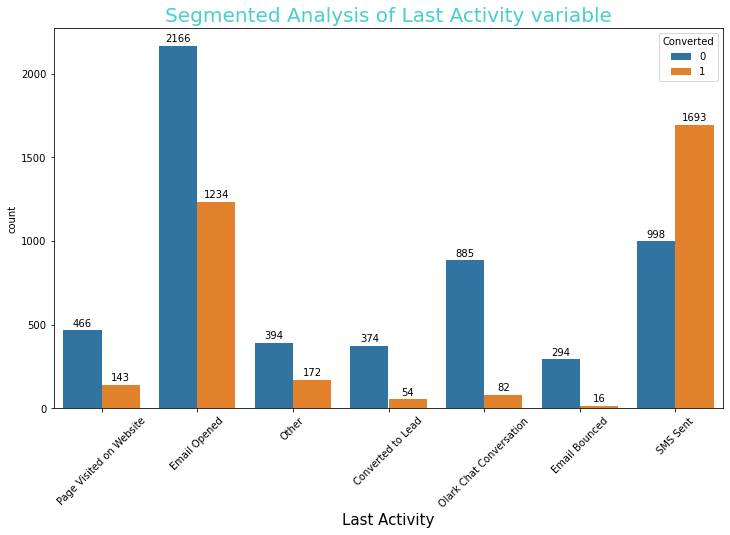 Segmented Analysis of Last Activity variable
Converted
0
1
count
2000
1500
1000
500
0
466
143
2166
1234
394
172
374
54
885
82
294
16
998
1693
Page Visited on Website
Email Opened
Other
Converted to Lead
Olark Chat Conversation
Email Bounced
SMS Sent
Last Activity